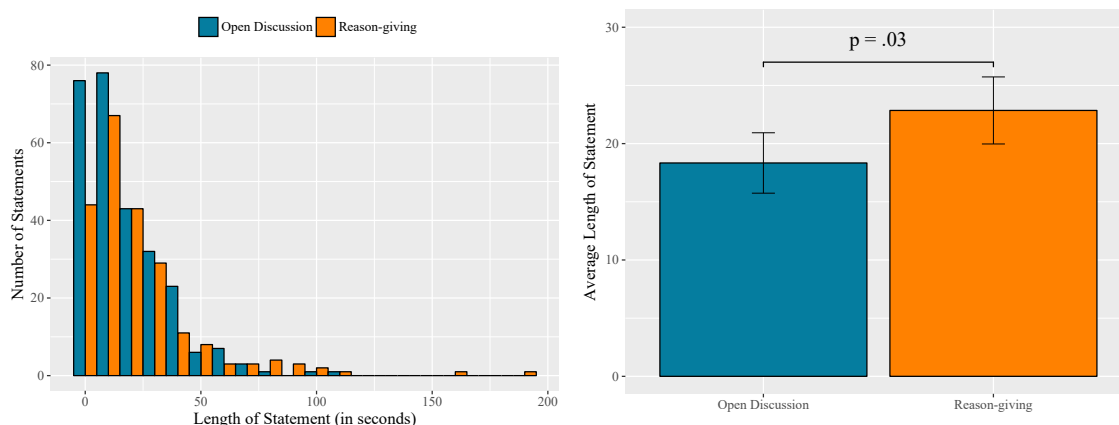 Open Discussion Reason-giving
Number of Statements
80
60
40
20
0
0 50 100 150 200
Length of Statement (in seconds)
p = .03
Average Length of Statement
30
20
10
0
Open Discussion Reason-giving